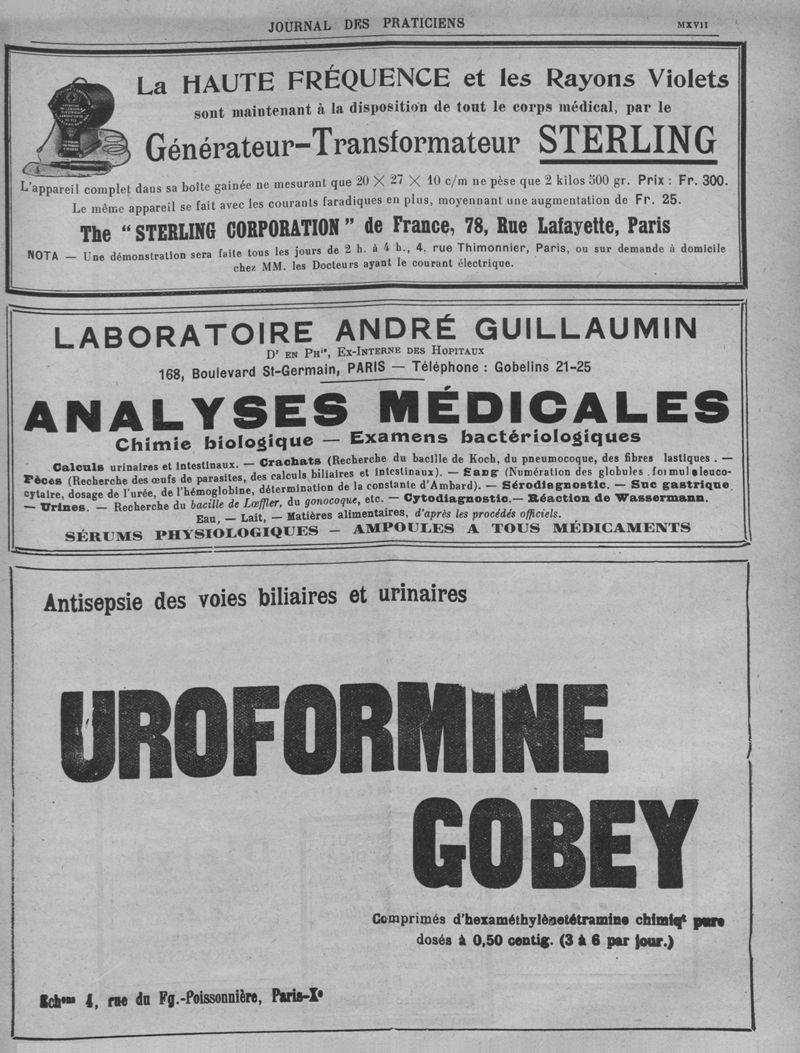 JOURNAL DES PRATICIENS
MXVII
La HAUTE FRÉQUENCE et les Rayons Violets
sont maintenant à la disposition de tout le corps médical, par le
Générateur-Transformateur STERLING
L'appareil complet dans sa boîte gainée ne mesurant que 20 × 27 × 10 c/m ne pèse que 2 kilos 500 gr. Prix : Fr. 300.
Le même appareil se fait avec les courants faradiques en plus, moyennant une augmentation de Fr. 25.
The "STERLING CORPORATION" de France, 78, Rue Lafayette, Paris
NOTA — Une démonstration sera faite tous les jours de 2 h. à 4 h., 4, rue Thimonnier, Paris, ou sur demande à domicile
chez MM. les Docteurs ayant le courant électrique.
LABORATOIRE ANDRÉ GUILLAUMIN
Dr EN PHie, EX-INTERNE DES HOPITAUX
168, Boulevard St-Germain, PARIS — Téléphone : Gobelins 21-25
ANALYSES MÉDICALES
Chimie biologique — Examens bactériologiques
Calculs urinaires et intestinaux. — Crachats (Recherche du bacille de Koch, du pneumocoque, des fibres lastiques . —
Fèces (Recherche des œufs de parasites, des calculs biliaires et intestinaux). — Sang (Numération des globules, formul leuco-
cytaire, dosage de l'urée, de l'hémoglobine, détermination de la constante d'Ambard). — Sérodiagnostic. — Suc gastrique
— Urines. — Recherche du bacille de Lœffler, du gonocoque, etc. — Cytodiagnostic. — Réaction de Wassermann.
Eau, — Lait, — Matières alimentaires, d'après les procédés officiels.
SÉRUMS PHYSIOLOGIQUES — AMPOULES A TOUS MÉDICAMENTS
Antisepsie des voies biliaires et urinaires
UROFORMINE
GOBEY
Comprimés d'hexaméthylènetétramine chimiqt pure
dosés à 0,50 centig. (3 à 6 par jour.)
Echons 4, rue du Fg.-Poissonnière, Paris-Xe